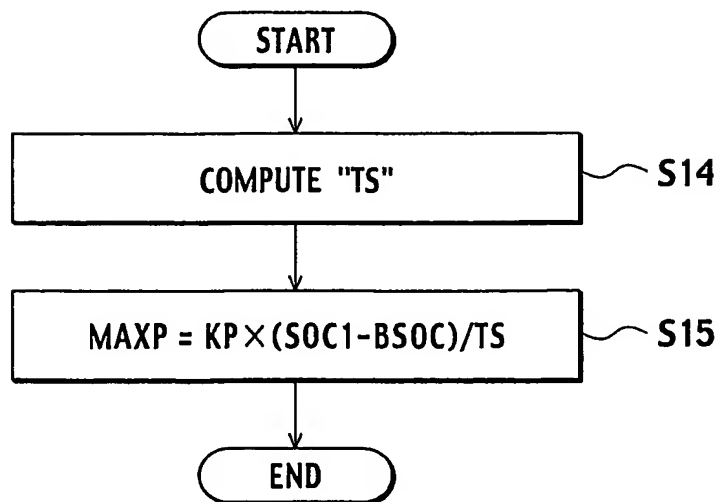 START
COMPUTE "TS"
S14
MAXP = KP×(SOC1-BSOC)/TS
S15
END